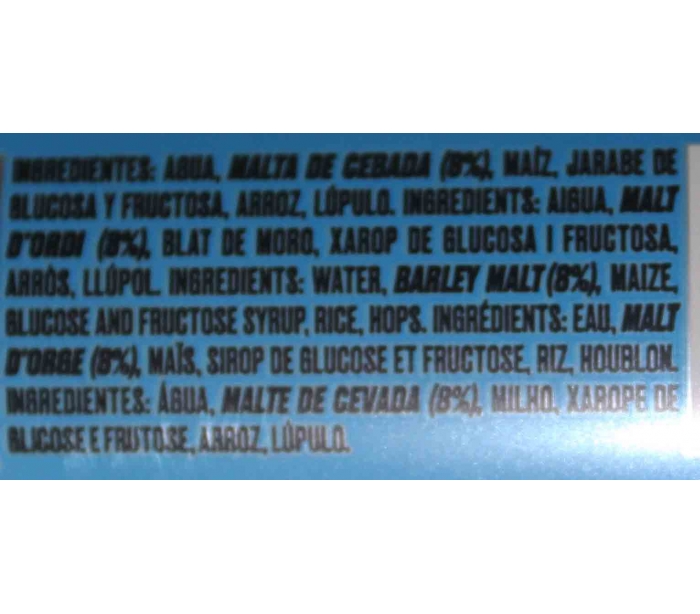 INGREDIENTES: AGUA, MALTA DE CEBADA (8%), MAÍZ, JARABE DE
GLUCOSA Y FRUCTOSA, ARROZ, LÚPULO. INGREDIENTS: AIGUA, MALT
D'ORDI (8%), BLAT DE MORO, XAROP DE GLUCOSA I FRUCTOSA,
ARRÒS, LLÚPOL. INGREDIENTS: WATER, BARLEY MALT (8%), MAIZE,
GLUCOSE AND FRUCTOSE SYRUP, RICE, HOPS. INGRÉDIENTS: EAU, MALT
D'ORGE (8%), MAÏS, SIROP DE GLUCOSE ET FRUCTOSE, RIZ, HOUBLON.
INGREDIENTES: ÁGUA, MALTE DE CEVADA (8%), MILHO, XAROPE DE
GLICOSE E FRUTOSE, ARROZ, LÚPULO.